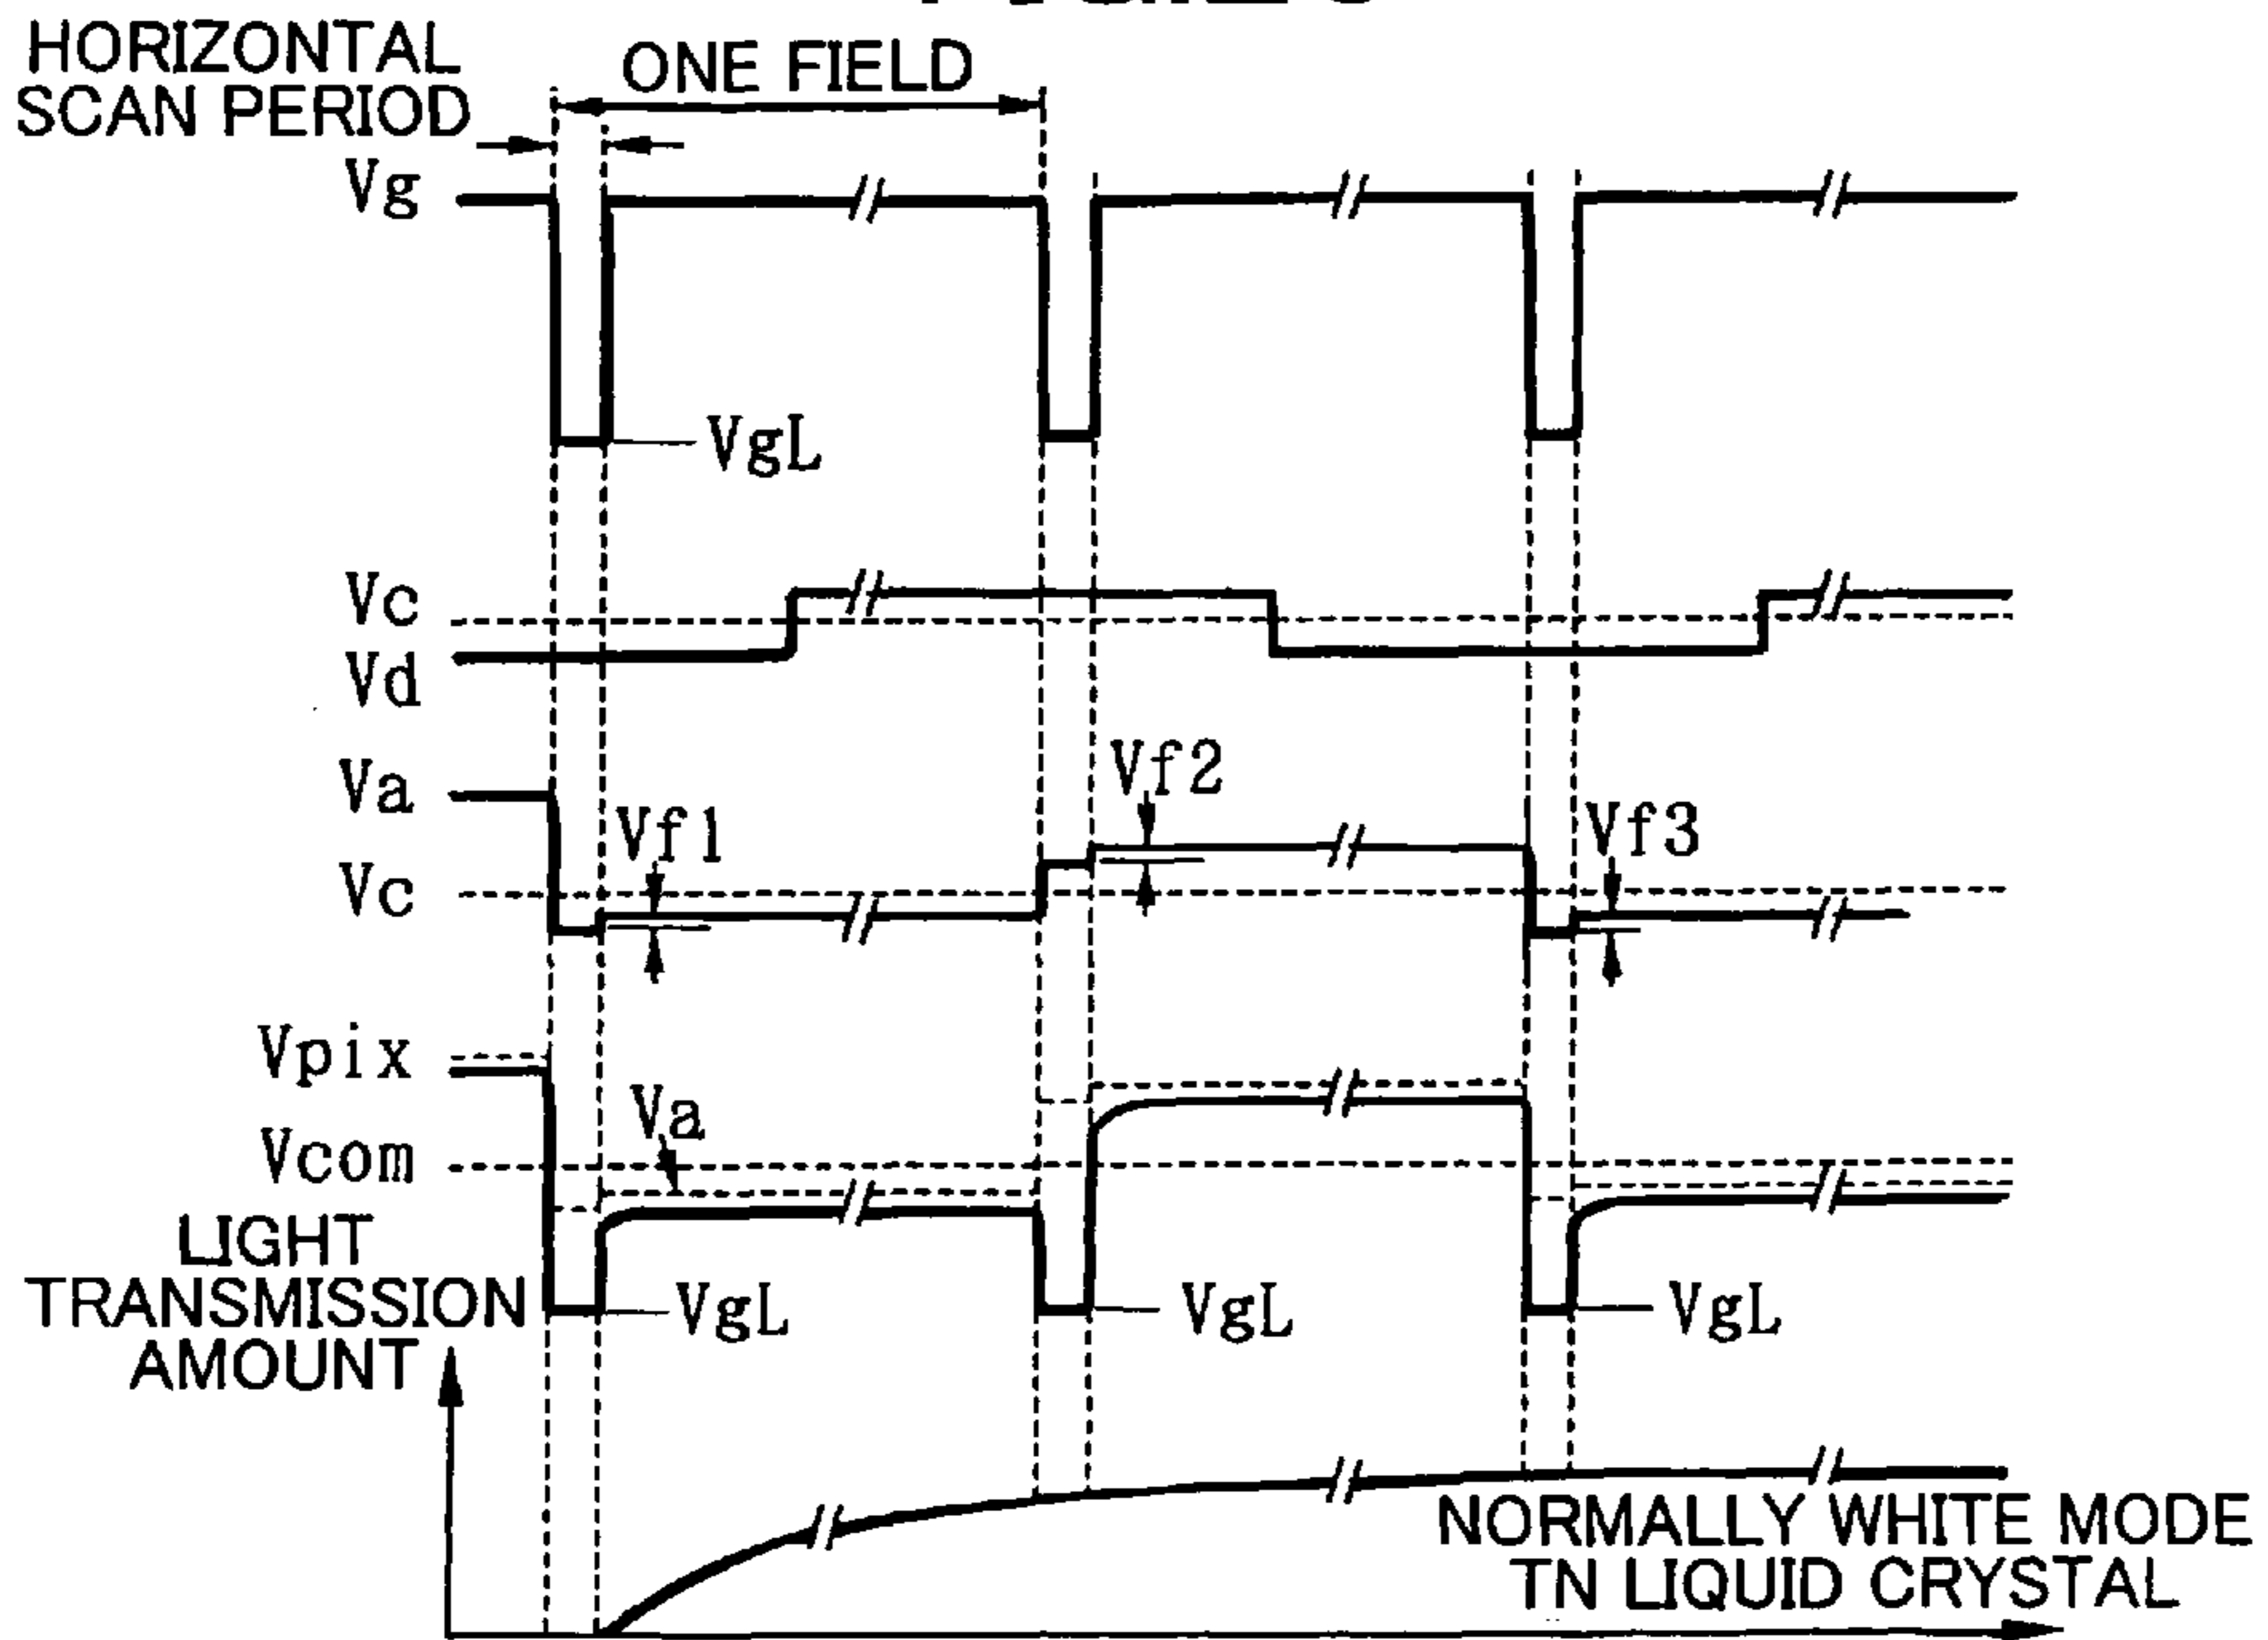 HORIZONTAL
SCAN PERIOD
ONE FIELD
Vg
VgL
Vc
Vd
Va
Vf1
Vf2
Vf3
Vc
Vpix
Va
Vcom
VgL
VgL
VgL
LIGHT
TRANSMISSION
AMOUNT
NORMALLY WHITE MODE
TN LIQUID CRYSTAL